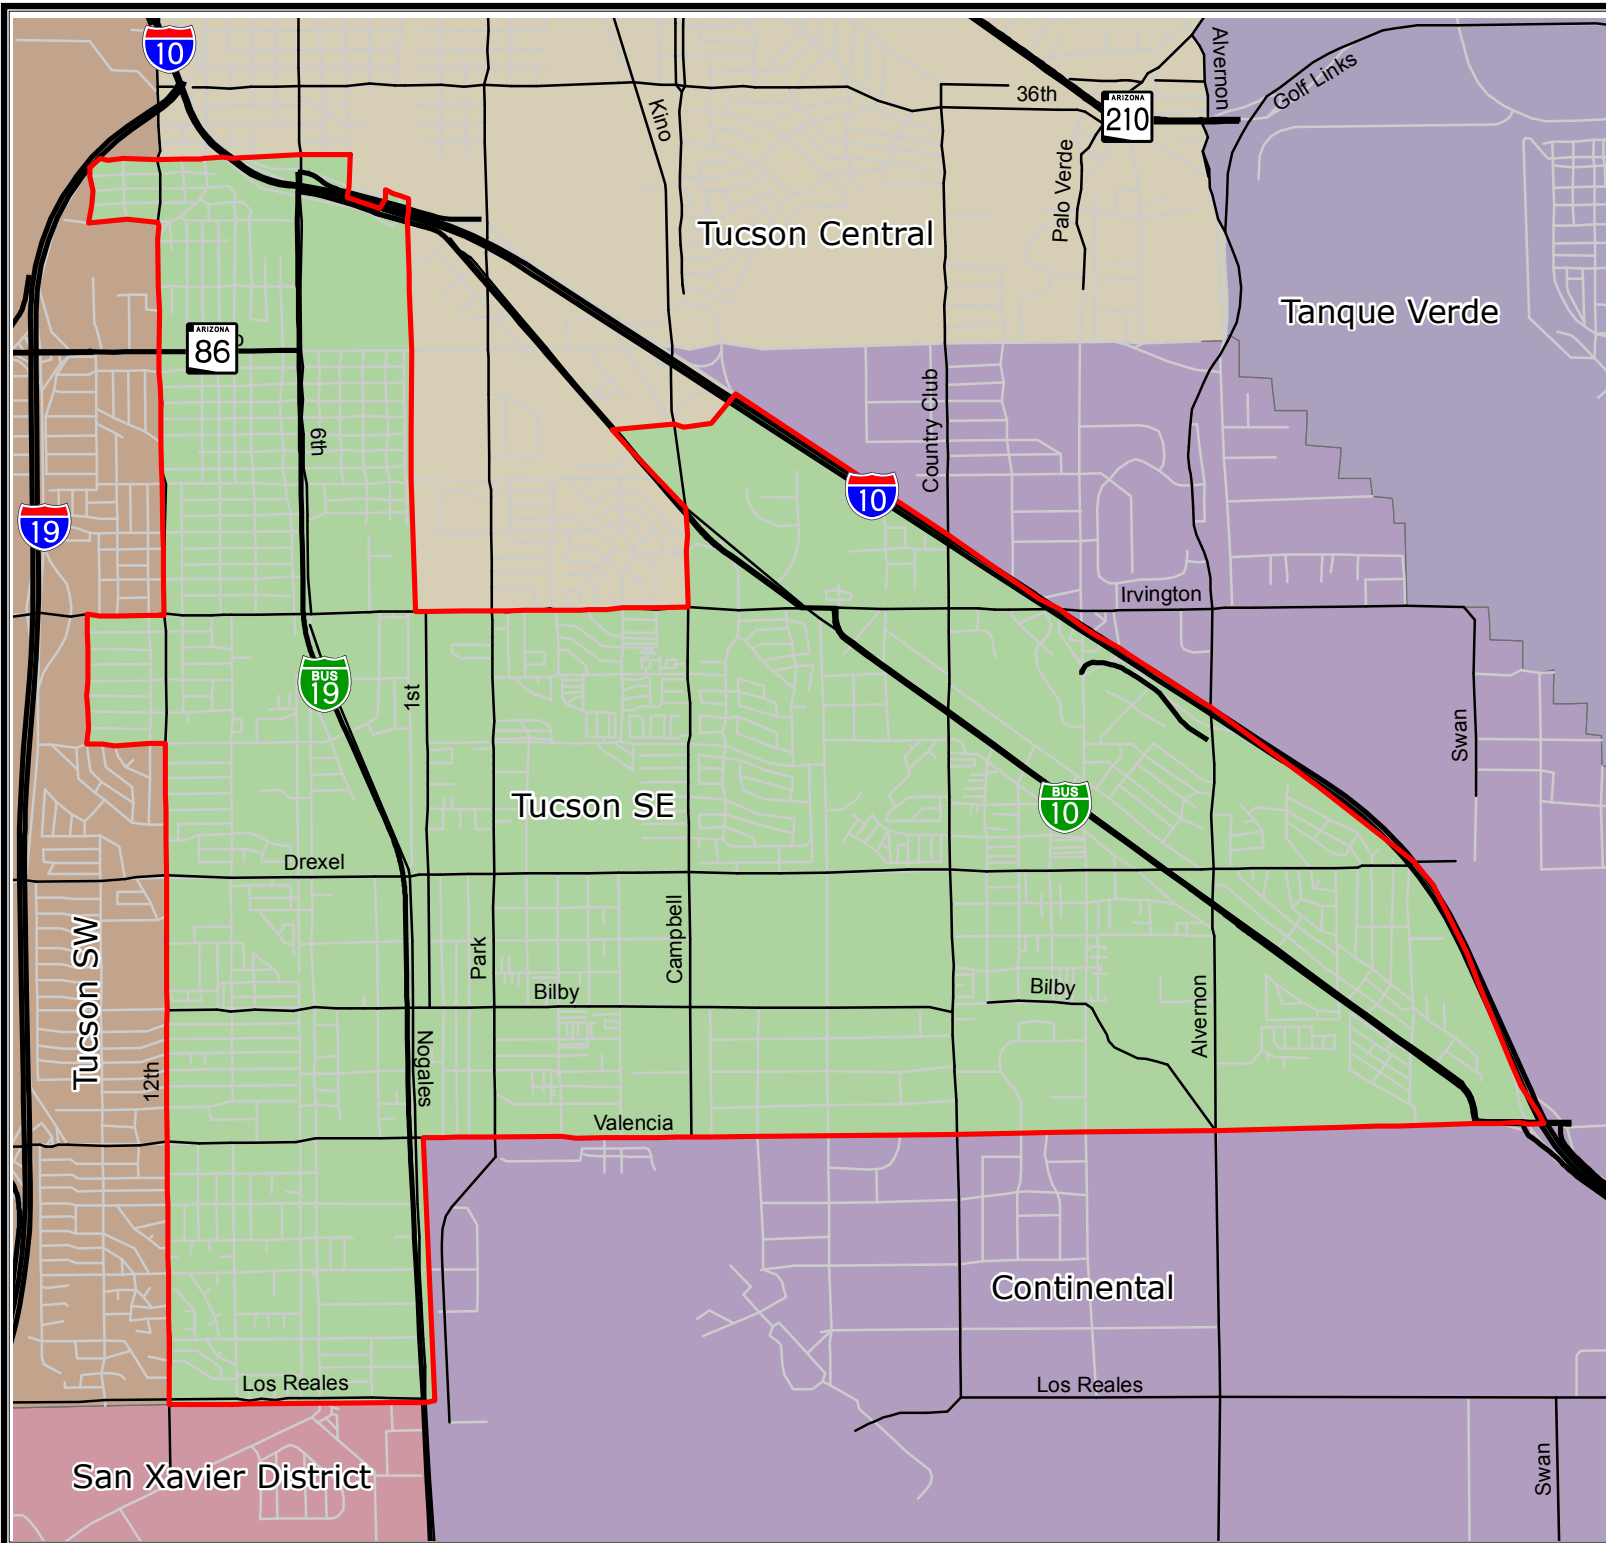 10
Alvernon
Golf Links
36th
ARIZONA
210
Kino
Palo Verde
Tucson Central
Tanque Verde
ARIZONA
86
6th
Country Club
10
19
Irvington
BUS
19
1st
Swan
BUS
10
Tucson SE
Drexel
Tucson SW
Park
Campbell
Bilby
Bilby
Alvernon
12th
Nogales
Valencia
Continental
Los Reales
Los Reales
San Xavier District
Swan